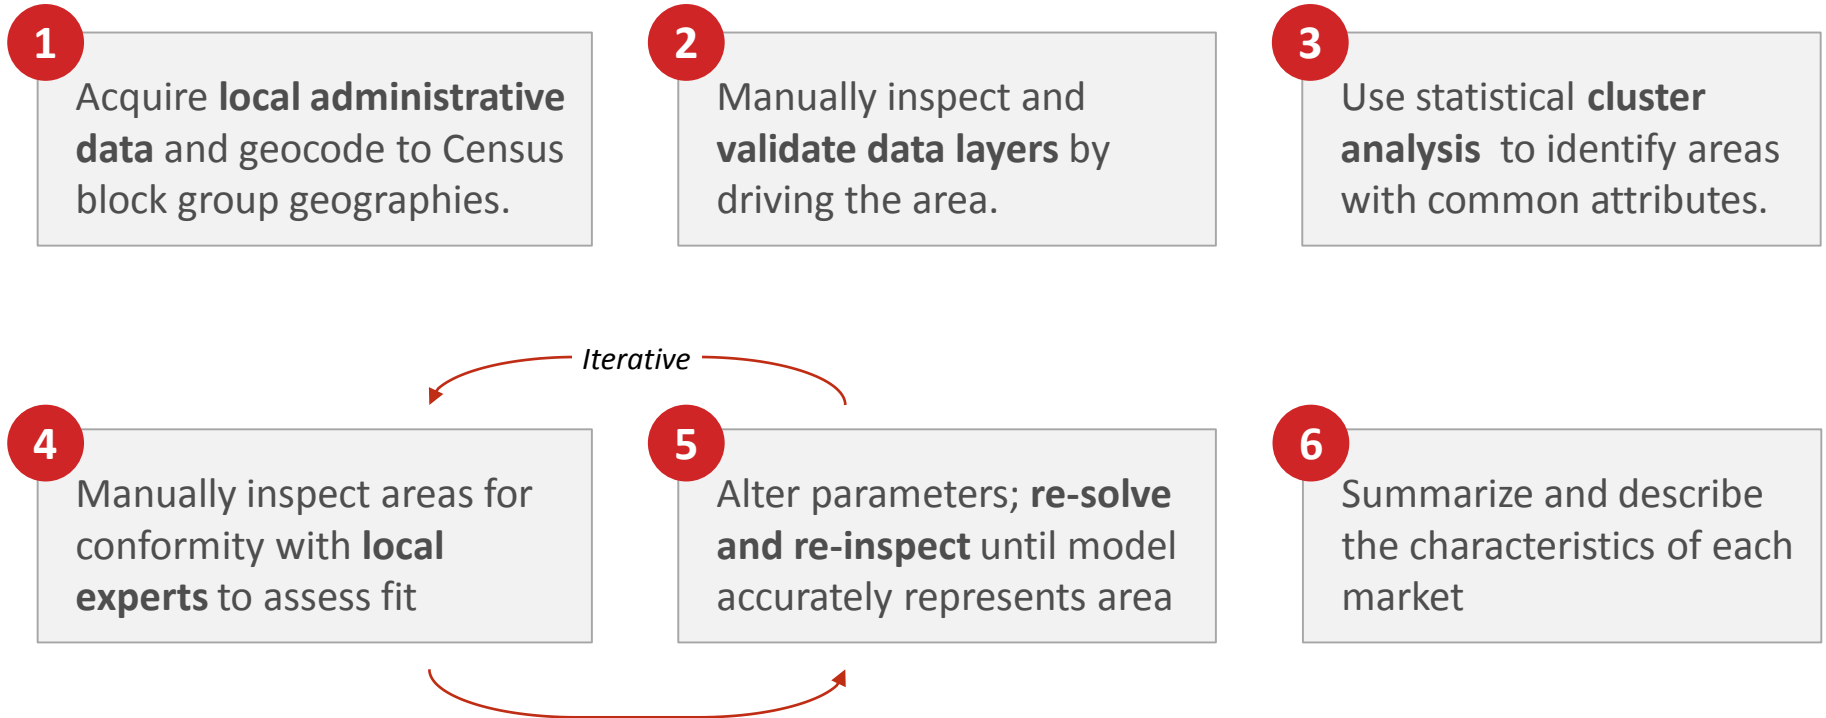 1
Acquire local administrative
data and geocode to Census
block group geographies.
2
Manually inspect and
validate data layers by
driving the area.
3
Use statistical cluster
analysis to identify areas
with common attributes.
Iterative
4
Manually inspect areas for
conformity with local
experts to assess fit
5
Alter parameters; re-solve
and re-inspect until model
accurately represents area
6
Summarize and describe
the characteristics of each
market